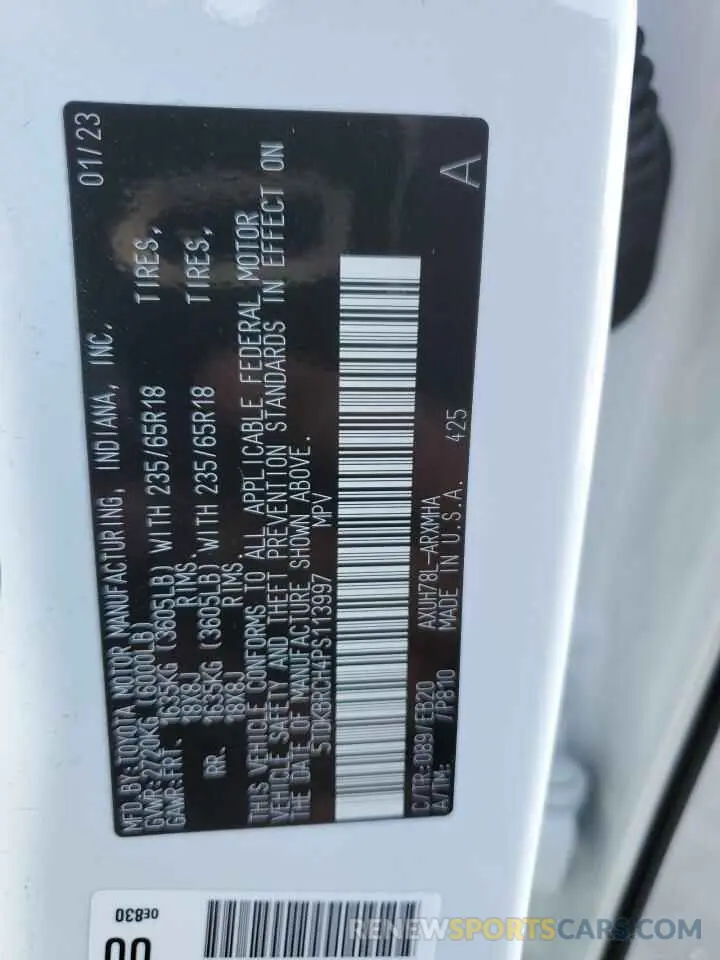 MFD.BY:TOYOTA MOTOR MANUFACTURING, INDIANA, INC. 01/23
GVWR:2720KG (6000LB)
GAWR:FRT. 1635KG (3605LB) WITH 235/65R18 TIRES,
18X8J RIMS.
RR. 1635KG (3605LB) WITH 235/65R18 TIRES,
18X8J RIMS.
THIS VEHICLE CONFORMS TO ALL APPLICABLE FEDERAL MOTOR
VEHICLE SAFETY AND THEFT PREVENTION STANDARDS IN EFFECT ON
THE DATE OF MANUFACTURE SHOWN ABOVE.
5TDKBRCH4PS113997 MPV
C/TR:089/EB20 AXUH78L-ARXMHA
A/TM: /P810 MADE IN U.S.A. 425 A
0E830
00
RENEWSPORTSCARS.COM